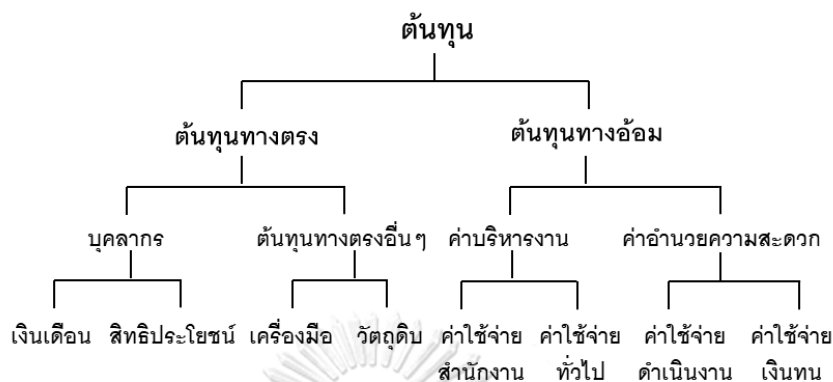 ต้นทุน
ต้นทุนทางตรง ต้นทุนทางอ้อม
บุคลากร ต้นทุนทางตรงอื่นๆ ค่าบริหารงาน ค่าอำนวยความสะดวก
เงินเดือน สิทธิประโยชน์ เครื่องมือ วัตถุดิบ ค่าใช้จ่าย ค่าใช้จ่าย ค่าใช้จ่าย ค่าใช้จ่าย
สำนักงาน ทั่วไป ดำเนินงาน เงินทน